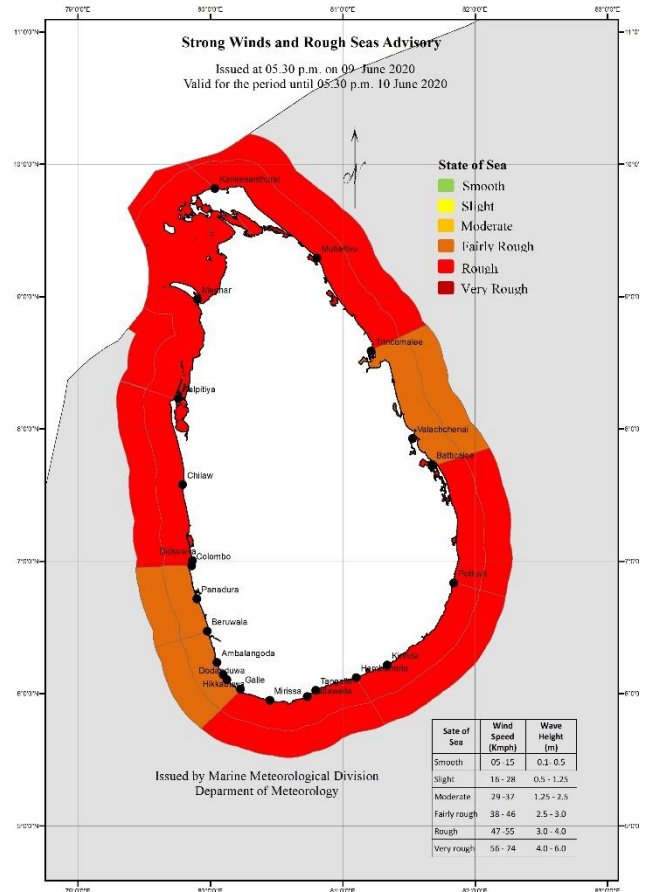 79°0'0"E 80°0'0"E 81°0'0"E 82°0'0"E 83°0'0"E
11°0'0"N
Strong Winds and Rough Seas Advisory
Issued at 05.30 p.m. on 09 June 2020
Valid for the period until 05.30 p.m. 10 June 2020
10°0'0"N
State of Sea
Smooth
Slight
Moderate
Fairly Rough
Rough
Very Rough
Kankesanthurai
Mullaitivu
9°0'0"N
Mannar
Trincomalee
Kalpitiya
8°0'0"N
Valachchenai
Batticaloa
Chilaw
7°0'0"N
Colombo
Pottuvil
Panadura
Beruwala
Ambalangoda
Kirinda
Hambantota
Galle
Tangalle
Mirissa
6°0'0"N
Sate of Sea Wind Speed (Kmph) Wave Height (m)
Smooth 05 -15 0.1- 0.5
Slight 16 - 28 0.5 - 1.25
Moderate 29 -37 1.25 - 2.5
Fairly rough 38 - 46 2.5 - 3.0
Rough 47 -55 3.0 - 4.0
Very rough 56 - 74 4.0 - 6.0
Issued by Marine Meteorological Division
Deparment of Meteorology
5°0'0"N